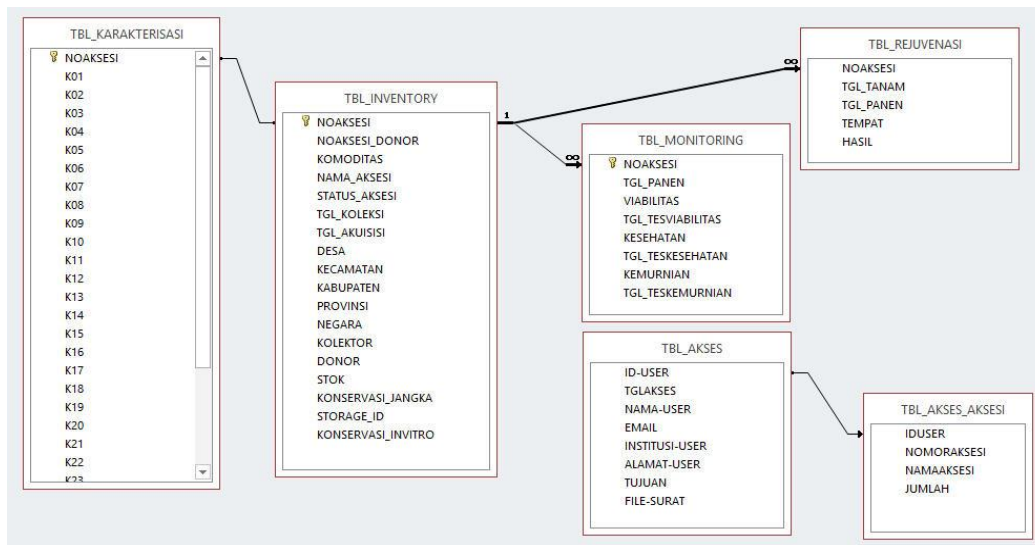 TBL_KARAKTERISASI
NOAKSESI
K01
K02
K03
K04
K05
K06
K07
K08
K09
K10
K11
K12
K13
K14
K15
K16
K17
K18
K19
K20
K21
K22
K23
TBL_INVENTORY
NOAKSESI
NOAKSESI_DONOR
KOMODITAS
NAMA_AKSESI
STATUS_AKSESI
TGL_KOLEKSI
TGL_AKUISISI
DESA
KECAMATAN
KABUPATEN
PROVINSI
NEGARA
KOLEKTOR
DONOR
STOK
KONSERVASI_JANGKA
STORAGE_ID
KONSERVASI_INVITRO
1
∞
∞
TBL_REJUVENASI
NOAKSESI
TGL_TANAM
TGL_PANEN
TEMPAT
HASIL
TBL_MONITORING
NOAKSESI
TGL_PANEN
VIABILITAS
TGL_TESVIABILITAS
KESEHATAN
TGL_TESKESEHATAN
KEMURNIAN
TGL_TESKEMURNIAN
TBL_AKSES
ID-USER
TGLAKSES
NAMA-USER
EMAIL
INSTITUSI-USER
ALAMAT-USER
TUJUAN
FILE-SURAT
TBL_AKSES_AKSESI
IDUSER
NOMORAKSESI
NAMAAKSESI
JUMLAH